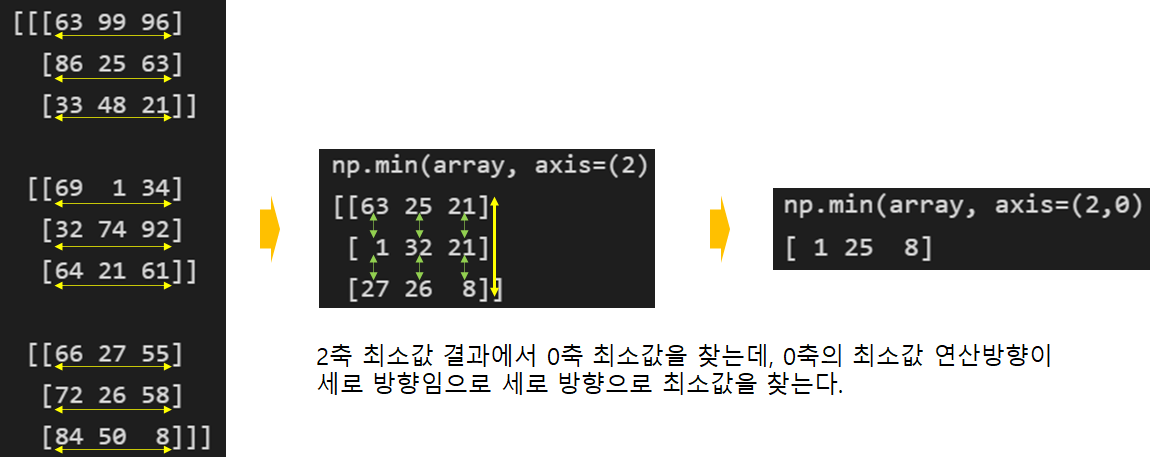 [[[63 99 96]
[86 25 63]
[33 48 21]]
[[69  1 34]
[32 74 92]
[64 21 61]]
[[66 27 55]
[72 26 58]
[84 50  8]]]
np.min(array, axis=(2)
[[63 25 21]
[ 1 32 21]
[27 26  8]]
np.min(array, axis=(2,0)
[ 1 25  8]
2축 최소값 결과에서 0축 최소값을 찾는데, 0축의 최소값 연산방향이
세로 방향임으로 세로 방향으로 최소값을 찾는다.